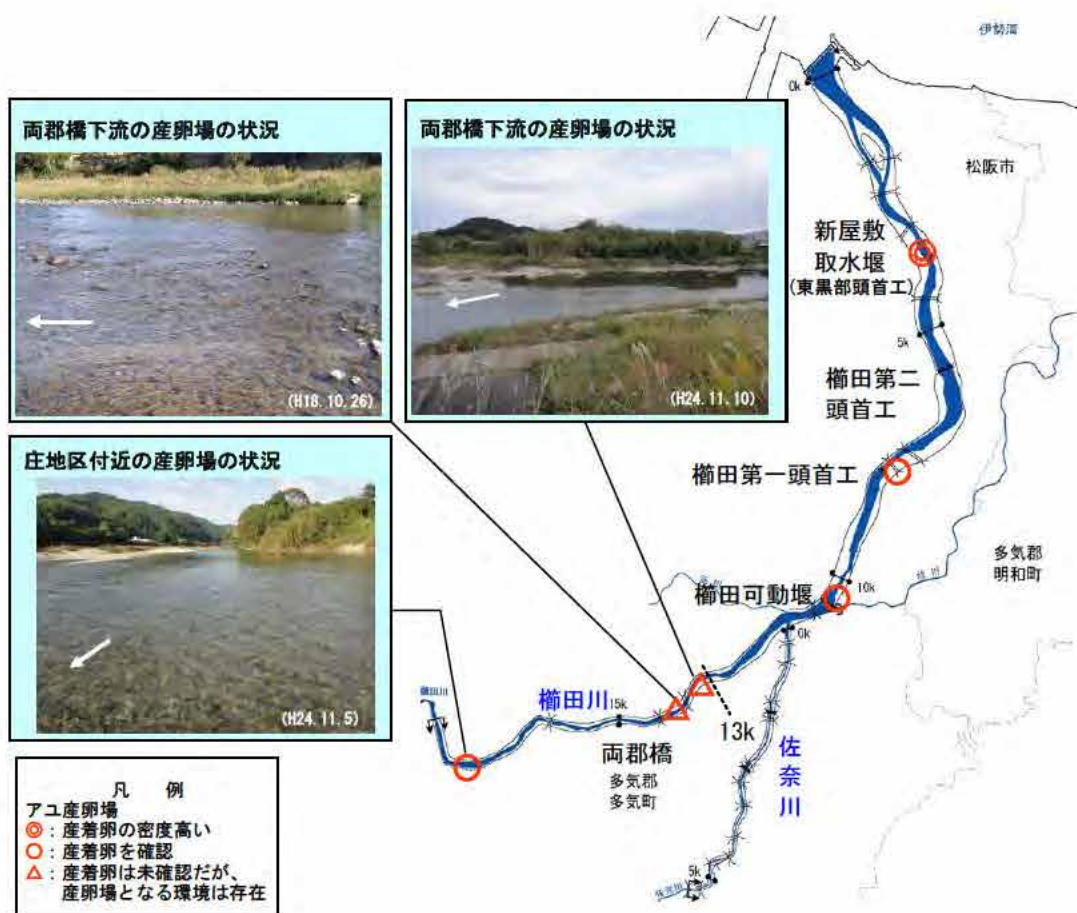 両郡橋下流の産卵場の状況
(H18.10.26)
両郡橋下流の産卵場の状況
(H24.11.10)
庄地区付近の産卵場の状況
(H24.11.5)
伊勢湾
0k
松阪市
新屋敷
取水堰
(東黒部頭首工)
5k
櫛田第二
頭首工
櫛田第一頭首工
多気郡
明和町
10k
櫛田可動堰
0k
櫛田川
櫛田川
15k
13k
両郡橋
多気郡
多気町
佐奈川
5k
佐奈川
凡 例
アユ産卵場
◎:産着卵の密度高い
○:産着卵を確認
△:産着卵は未確認だが、
産卵場となる環境は存在